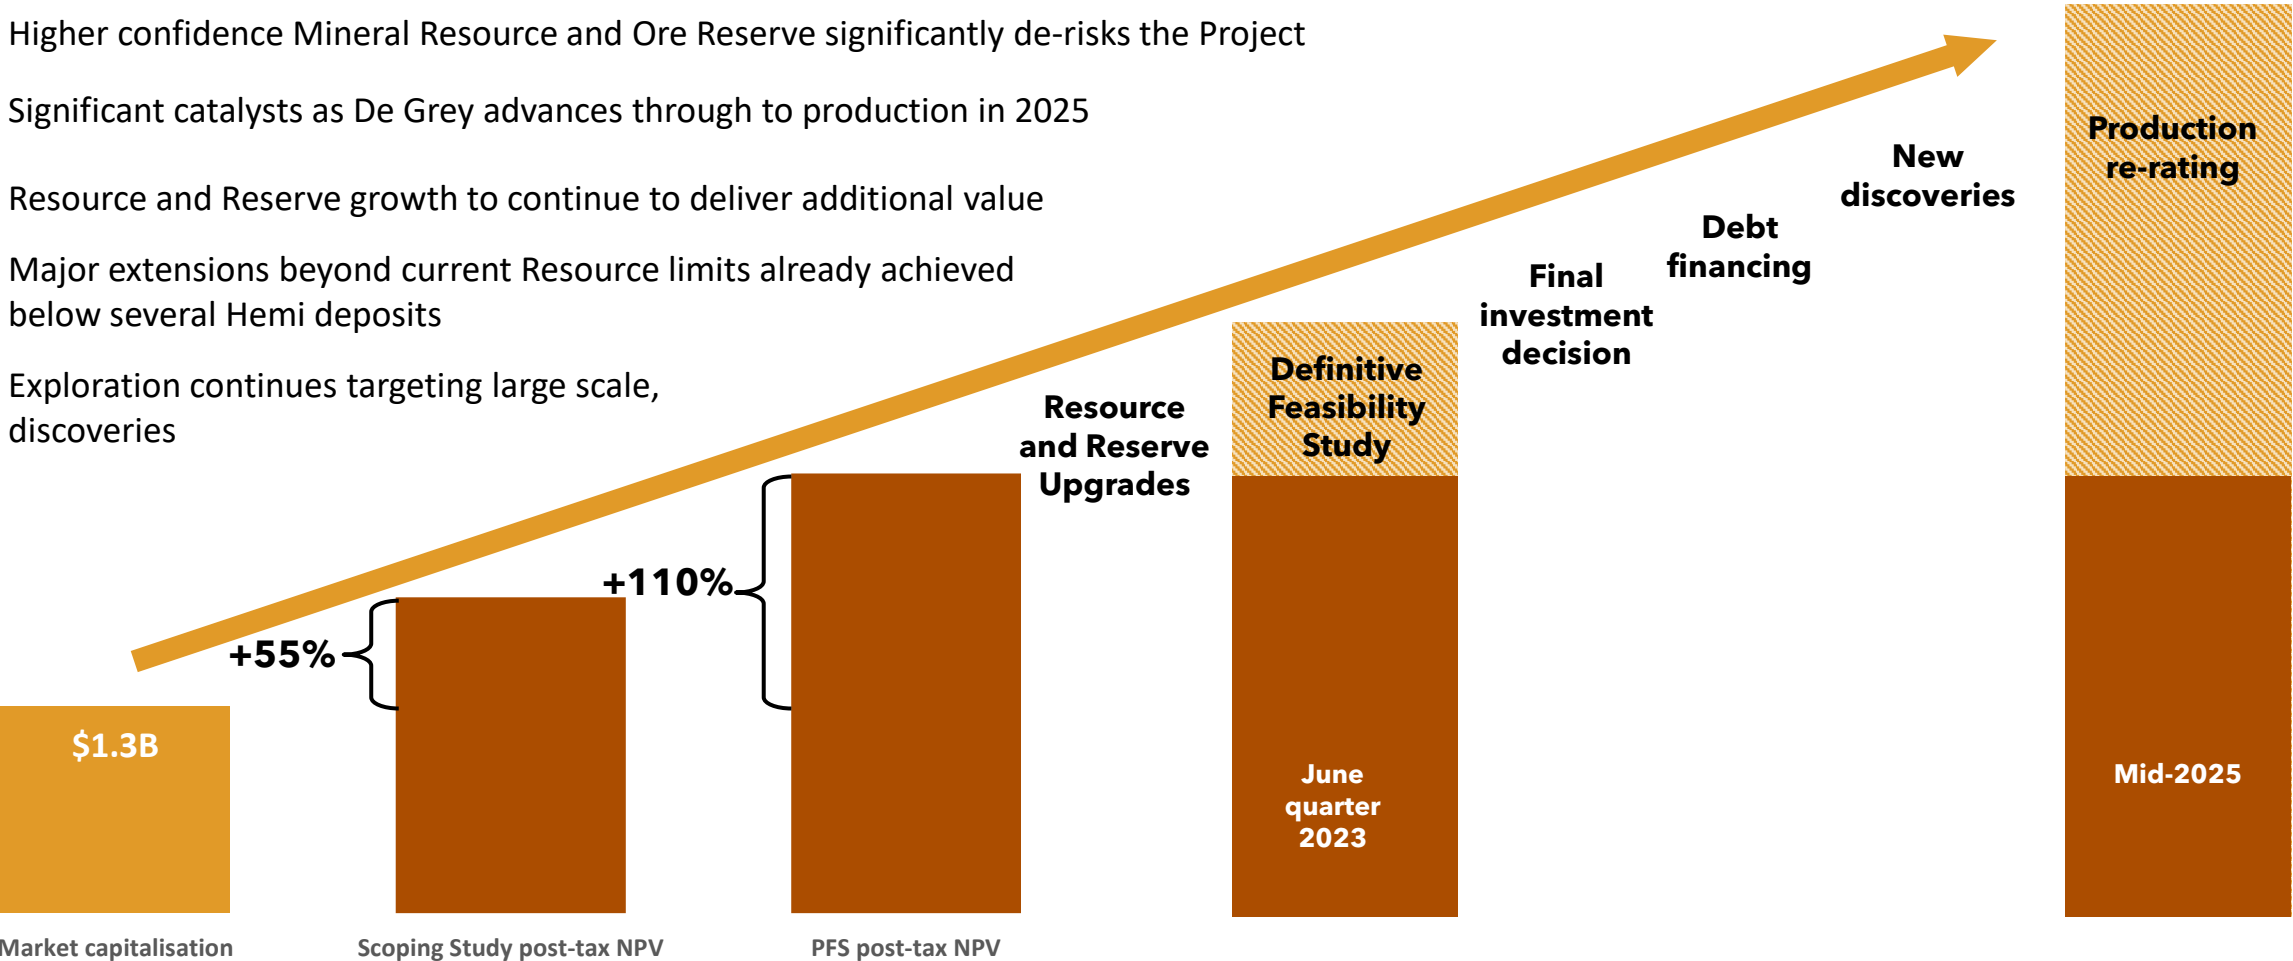 Higher confidence Mineral Resource and Ore Reserve significantly de-risks the Project
Significant catalysts as De Grey advances through to production in 2025
Resource and Reserve growth to continue to deliver additional value
Major extensions beyond current Resource limits already achieved
below several Hemi deposits
Exploration continues targeting large scale,
discoveries
Production
re-rating
New
discoveries
Debt
financing
Final
investment
decision
Definitive
Feasibility
Study
Resource
and Reserve
Upgrades
+110%
+55%
$1.3B
June
quarter
2023
Mid-2025
Market capitalisation
Scoping Study post-tax NPV
PFS post-tax NPV